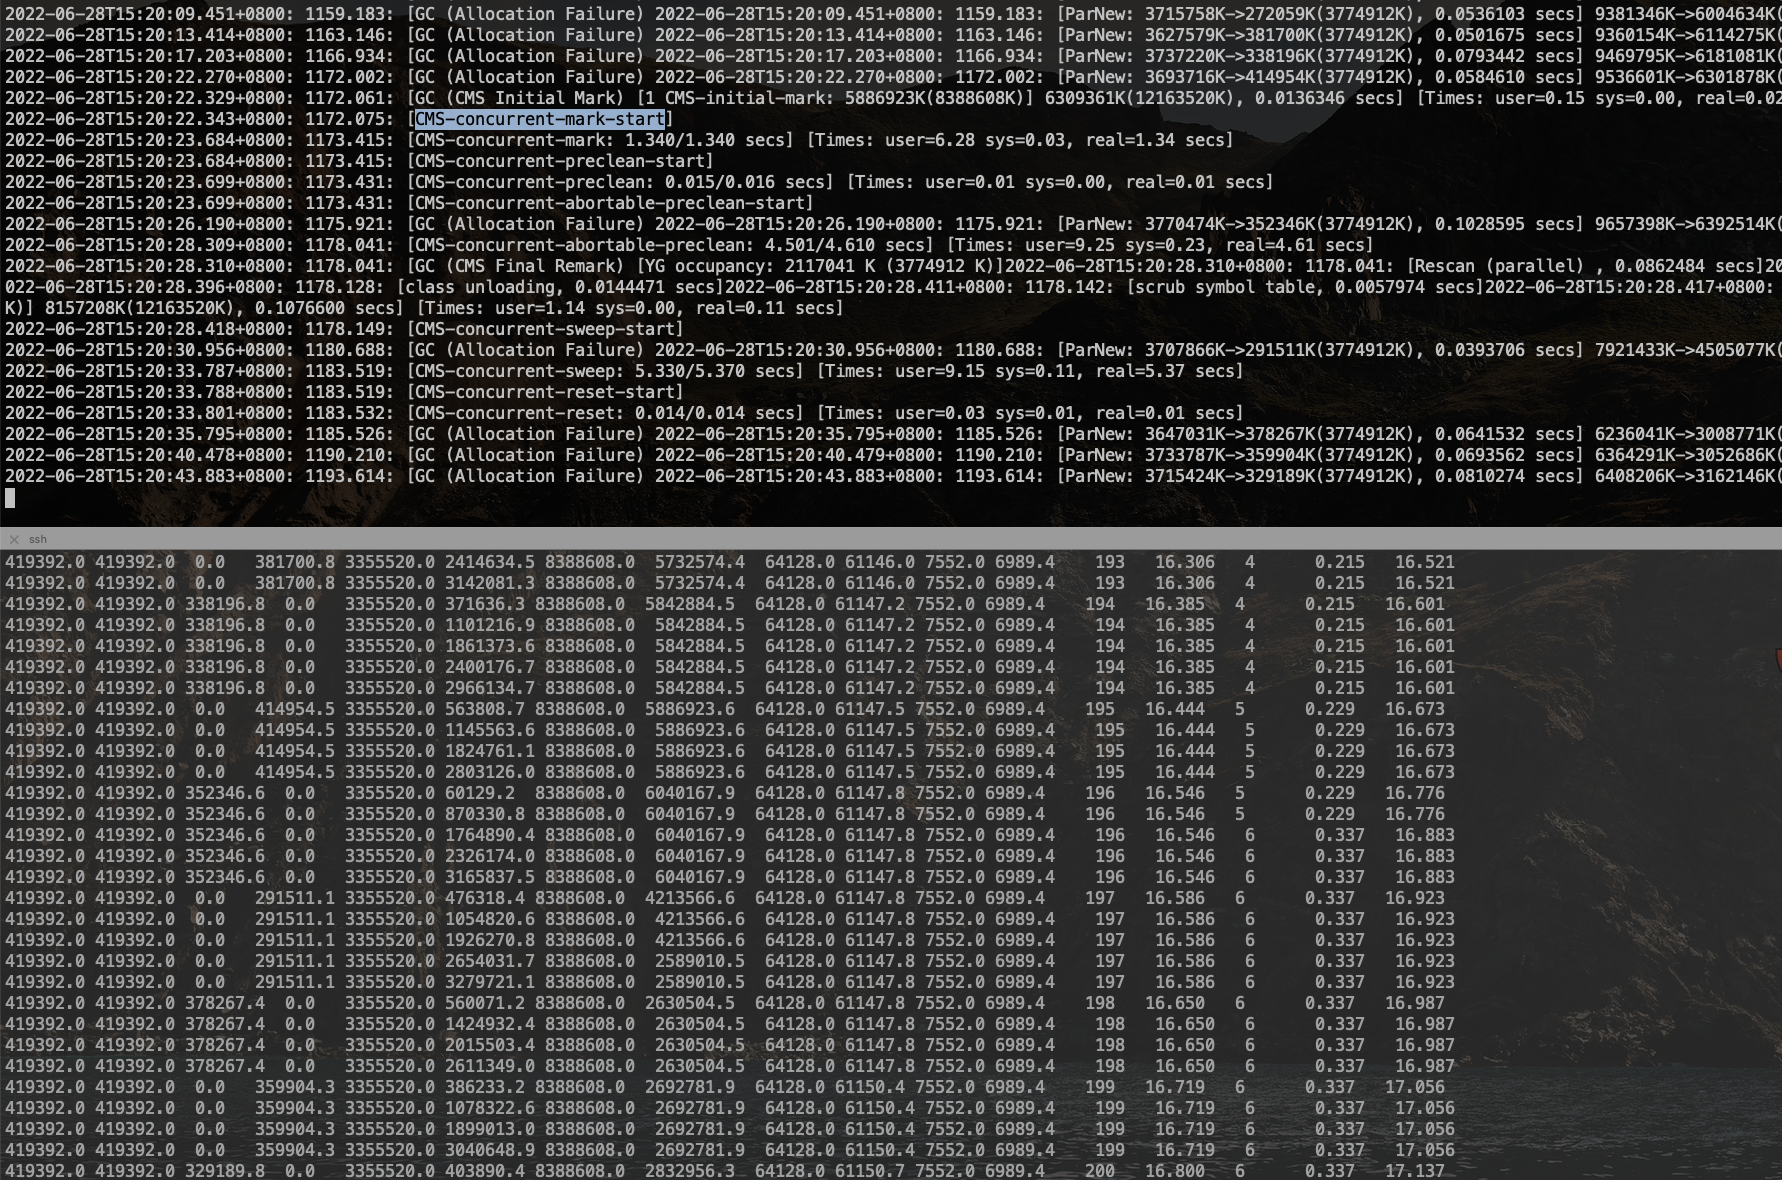 2022-06-28T15:20:09.451+0800: 1159.183: [GC (Allocation Failure) 2022-06-28T15:20:09.451+0800: 1159.183: [ParNew: 3715758K->272059K(3774912K), 0.0536103 secs] 9381346K->6004634K(
2022-06-28T15:20:13.414+0800: 1163.146: [GC (Allocation Failure) 2022-06-28T15:20:13.414+0800: 1163.146: [ParNew: 3627579K->381700K(3774912K), 0.0501675 secs] 9360154K->6114275K(
2022-06-28T15:20:17.203+0800: 1166.934: [GC (Allocation Failure) 2022-06-28T15:20:17.203+0800: 1166.934: [ParNew: 3737220K->338196K(3774912K), 0.0793442 secs] 9469795K->6181081K(
2022-06-28T15:20:22.270+0800: 1172.002: [GC (Allocation Failure) 2022-06-28T15:20:22.270+0800: 1172.002: [ParNew: 3693716K->414954K(3774912K), 0.0584610 secs] 9536601K->6301878K(
2022-06-28T15:20:22.329+0800: 1172.061: [GC (CMS Initial Mark) [1 CMS-initial-mark: 5886923K(8388608K)] 6309361K(12163520K), 0.0136346 secs] [Times: user=0.15 sys=0.00, real=0.02
2022-06-28T15:20:22.343+0800: 1172.075: [CMS-concurrent-mark-start]
2022-06-28T15:20:23.684+0800: 1173.415: [CMS-concurrent-mark: 1.340/1.340 secs] [Times: user=6.28 sys=0.03, real=1.34 secs]
2022-06-28T15:20:23.684+0800: 1173.415: [CMS-concurrent-preclean-start]
2022-06-28T15:20:23.699+0800: 1173.431: [CMS-concurrent-preclean: 0.015/0.016 secs] [Times: user=0.01 sys=0.00, real=0.01 secs]
2022-06-28T15:20:23.699+0800: 1173.431: [CMS-concurrent-abortable-preclean-start]
2022-06-28T15:20:26.190+0800: 1175.921: [GC (Allocation Failure) 2022-06-28T15:20:26.190+0800: 1175.921: [ParNew: 3770474K->352346K(3774912K), 0.1028595 secs] 9657398K->6392514K(
2022-06-28T15:20:28.309+0800: 1178.041: [CMS-concurrent-abortable-preclean: 4.501/4.610 secs] [Times: user=9.25 sys=0.23, real=4.61 secs]
2022-06-28T15:20:28.310+0800: 1178.041: [GC (CMS Final Remark) [YG occupancy: 2117041 K (3774912 K)]2022-06-28T15:20:28.310+0800: 1178.041: [Rescan (parallel) , 0.0862484 secs]20
022-06-28T15:20:28.396+0800: 1178.128: [class unloading, 0.0144471 secs]2022-06-28T15:20:28.411+0800: 1178.142: [scrub symbol table, 0.0057974 secs]2022-06-28T15:20:28.417+0800:
K)] 8157208K(12163520K), 0.1076600 secs] [Times: user=1.14 sys=0.00, real=0.11 secs]
2022-06-28T15:20:28.418+0800: 1178.149: [CMS-concurrent-sweep-start]
2022-06-28T15:20:30.956+0800: 1180.688: [GC (Allocation Failure) 2022-06-28T15:20:30.956+0800: 1180.688: [ParNew: 3707866K->291511K(3774912K), 0.0393706 secs] 7921433K->4505077K(
2022-06-28T15:20:33.787+0800: 1183.519: [CMS-concurrent-sweep: 5.330/5.370 secs] [Times: user=9.15 sys=0.11, real=5.37 secs]
2022-06-28T15:20:33.788+0800: 1183.519: [CMS-concurrent-reset-start]
2022-06-28T15:20:33.801+0800: 1183.532: [CMS-concurrent-reset: 0.014/0.014 secs] [Times: user=0.03 sys=0.01, real=0.01 secs]
2022-06-28T15:20:35.795+0800: 1185.526: [GC (Allocation Failure) 2022-06-28T15:20:35.795+0800: 1185.526: [ParNew: 3647031K->378267K(3774912K), 0.0641532 secs] 6236041K->3008771K(
2022-06-28T15:20:40.478+0800: 1190.210: [GC (Allocation Failure) 2022-06-28T15:20:40.479+0800: 1190.210: [ParNew: 3733787K->359904K(3774912K), 0.0693562 secs] 6364291K->3052686K(
2022-06-28T15:20:43.883+0800: 1193.614: [GC (Allocation Failure) 2022-06-28T15:20:43.883+0800: 1193.614: [ParNew: 3715424K->329189K(3774912K), 0.0810274 secs] 6408206K->3162146K(
ssh
419392.0 419392.0 0.0 381700.8 3355520.0 2414634.5 8388608.0 5732574.4 64128.0 61146.0 7552.0 6989.4 193 16.306 4 0.215 16.521
419392.0 419392.0 0.0 381700.8 3355520.0 3142081.3 8388608.0 5732574.4 64128.0 61146.0 7552.0 6989.4 193 16.306 4 0.215 16.521
419392.0 419392.0 338196.8 0.0 3355520.0 371636.3 8388608.0 5842884.5 64128.0 61147.2 7552.0 6989.4 194 16.385 4 0.215 16.601
419392.0 419392.0 338196.8 0.0 3355520.0 1101216.9 8388608.0 5842884.5 64128.0 61147.2 7552.0 6989.4 194 16.385 4 0.215 16.601
419392.0 419392.0 338196.8 0.0 3355520.0 1861373.6 8388608.0 5842884.5 64128.0 61147.2 7552.0 6989.4 194 16.385 4 0.215 16.601
419392.0 419392.0 338196.8 0.0 3355520.0 2400176.7 8388608.0 5842884.5 64128.0 61147.2 7552.0 6989.4 194 16.385 4 0.215 16.601
419392.0 419392.0 338196.8 0.0 3355520.0 2966134.7 8388608.0 5842884.5 64128.0 61147.2 7552.0 6989.4 194 16.385 4 0.215 16.601
419392.0 419392.0 0.0 414954.5 3355520.0 563808.7 8388608.0 5886923.6 64128.0 61147.5 7552.0 6989.4 195 16.444 5 0.229 16.673
419392.0 419392.0 0.0 414954.5 3355520.0 1145563.6 8388608.0 5886923.6 64128.0 61147.5 7552.0 6989.4 195 16.444 5 0.229 16.673
419392.0 419392.0 0.0 414954.5 3355520.0 1824761.1 8388608.0 5886923.6 64128.0 61147.5 7552.0 6989.4 195 16.444 5 0.229 16.673
419392.0 419392.0 0.0 414954.5 3355520.0 2803126.0 8388608.0 5886923.6 64128.0 61147.5 7552.0 6989.4 195 16.444 5 0.229 16.673
419392.0 419392.0 352346.6 0.0 3355520.0 60129.2 8388608.0 6040167.9 64128.0 61147.8 7552.0 6989.4 196 16.546 5 0.229 16.776
419392.0 419392.0 352346.6 0.0 3355520.0 870330.8 8388608.0 6040167.9 64128.0 61147.8 7552.0 6989.4 196 16.546 5 0.229 16.776
419392.0 419392.0 352346.6 0.0 3355520.0 1764890.4 8388608.0 6040167.9 64128.0 61147.8 7552.0 6989.4 196 16.546 6 0.337 16.883
419392.0 419392.0 352346.6 0.0 3355520.0 2326174.0 8388608.0 6040167.9 64128.0 61147.8 7552.0 6989.4 196 16.546 6 0.337 16.883
419392.0 419392.0 352346.6 0.0 3355520.0 3165837.5 8388608.0 6040167.9 64128.0 61147.8 7552.0 6989.4 196 16.546 6 0.337 16.883
419392.0 419392.0 0.0 291511.1 3355520.0 476318.4 8388608.0 4213566.6 64128.0 61147.8 7552.0 6989.4 197 16.586 6 0.337 16.923
419392.0 419392.0 0.0 291511.1 3355520.0 1054820.6 8388608.0 4213566.6 64128.0 61147.8 7552.0 6989.4 197 16.586 6 0.337 16.923
419392.0 419392.0 0.0 291511.1 3355520.0 1926270.8 8388608.0 4213566.6 64128.0 61147.8 7552.0 6989.4 197 16.586 6 0.337 16.923
419392.0 419392.0 0.0 291511.1 3355520.0 2654031.7 8388608.0 2589010.5 64128.0 61147.8 7552.0 6989.4 197 16.586 6 0.337 16.923
419392.0 419392.0 0.0 291511.1 3355520.0 3279721.1 8388608.0 2589010.5 64128.0 61147.8 7552.0 6989.4 197 16.586 6 0.337 16.923
419392.0 419392.0 378267.4 0.0 3355520.0 560071.2 8388608.0 2630504.5 64128.0 61147.8 7552.0 6989.4 198 16.650 6 0.337 16.987
419392.0 419392.0 378267.4 0.0 3355520.0 1424932.4 8388608.0 2630504.5 64128.0 61147.8 7552.0 6989.4 198 16.650 6 0.337 16.987
419392.0 419392.0 378267.4 0.0 3355520.0 2015503.4 8388608.0 2630504.5 64128.0 61147.8 7552.0 6989.4 198 16.650 6 0.337 16.987
419392.0 419392.0 378267.4 0.0 3355520.0 2611349.0 8388608.0 2630504.5 64128.0 61147.8 7552.0 6989.4 198 16.650 6 0.337 16.987
419392.0 419392.0 0.0 359904.3 3355520.0 386233.2 8388608.0 2692781.9 64128.0 61150.4 7552.0 6989.4 199 16.719 6 0.337 17.056
419392.0 419392.0 0.0 359904.3 3355520.0 1078322.6 8388608.0 2692781.9 64128.0 61150.4 7552.0 6989.4 199 16.719 6 0.337 17.056
419392.0 419392.0 0.0 359904.3 3355520.0 1899013.0 8388608.0 2692781.9 64128.0 61150.4 7552.0 6989.4 199 16.719 6 0.337 17.056
419392.0 419392.0 0.0 359904.3 3355520.0 3040648.9 8388608.0 2692781.9 64128.0 61150.4 7552.0 6989.4 199 16.719 6 0.337 17.056
419392.0 419392.0 329189.8 0.0 3355520.0 403890.4 8388608.0 2832956.3 64128.0 61150.7 7552.0 6989.4 200 16.800 6 0.337 17.137